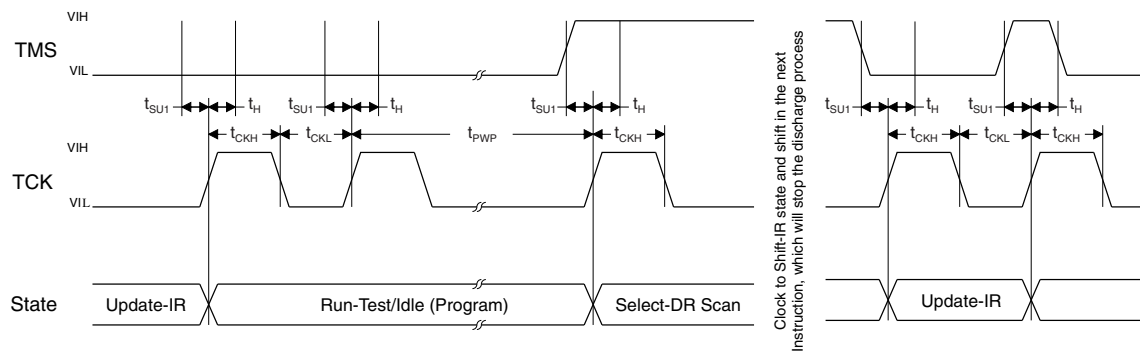 VIH
TMS
VIL
tSU1 tH tSU1 tH tSU1 tH tSU1 tH tSU1 tH
tCKH tCKL tPWP tCKH tCKH tCKL tCKH
VIH
TCK
VIL
State
Update-IR
Run-Test/Idle (Program)
Select-DR Scan
Clock to Shift-IR state and shift in the next
Instruction, which will stop the discharge process
Update-IR